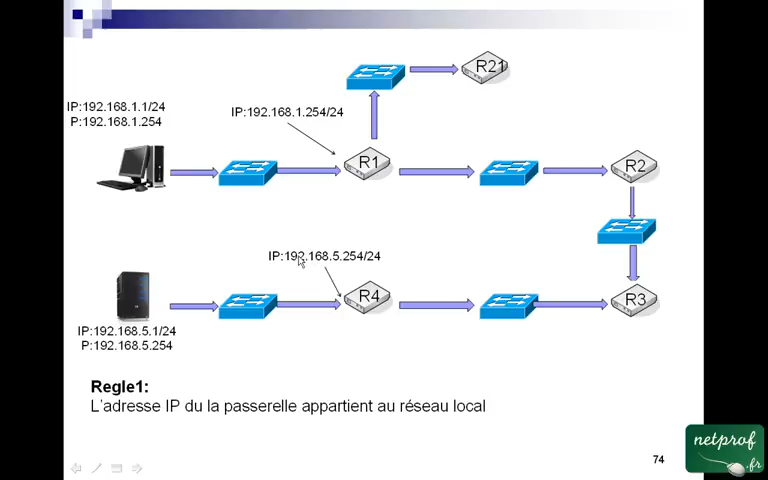 R21
IP:192.168.1.1/24
P:192.168.1.254
IP:192.168.1.254/24
R1
R2
IP:192.168.5.254/24
R4
R3
IP:192.168.5.1/24
P:192.168.5.254
Regle1:
L'adresse IP du la passerelle appartient au réseau local
74
netprof
.fr